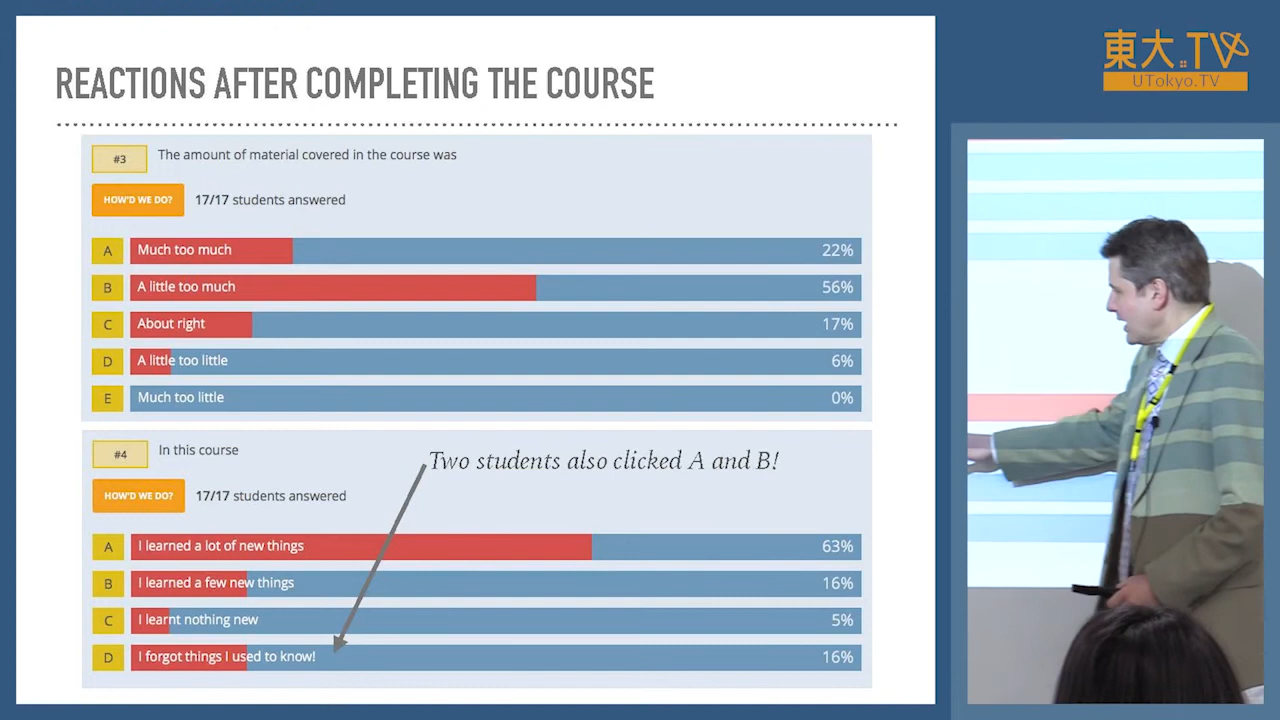 東大.TV
UTokyo.TV
REACTIONS AFTER COMPLETING THE COURSE
#3 The amount of material covered in the course was
HOW'D WE DO? 17/17 students answered
A Much too much 22%
B A little too much 56%
C About right 17%
D A little too little 6%
E Much too little 0%
#4 In this course
Two students also clicked A and B!
HOW'D WE DO? 17/17 students answered
A I learned a lot of new things 63%
B I learned a few new things 16%
C I learnt nothing new 5%
D I forgot things I used to know! 16%